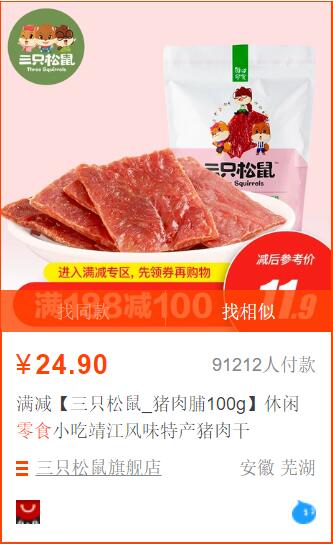 三只松鼠
Three Squirrels
三只松鼠
Squirrels
进入满减专区,先领券再购物
减后参考价
11.9
减100
找同款
找相似
¥24.90
91212人付款
满减【三只松鼠_猪肉脯100g】休闲
零食小吃靖江风味特产猪肉干
三只松鼠旗舰店
安徽 芜湖